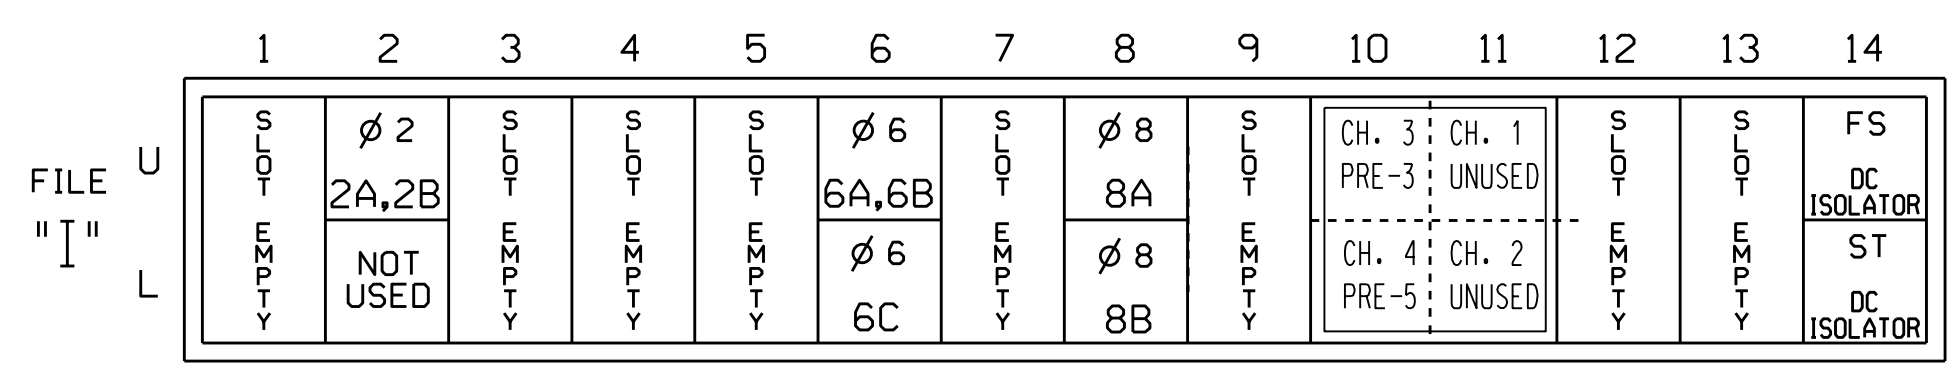 1 2 3 4 5 6 7 8 9 10 11 12 13 14
FILE
"I"
U
L
SLOT EMPTY
ϕ 2
2A,2B
NOT
USED
SLOT EMPTY
SLOT EMPTY
SLOT EMPTY
ϕ 6
6A,6B
ϕ 6
6C
SLOT EMPTY
ϕ 8
8A
ϕ 8
8B
SLOT EMPTY
CH. 3
PRE-3
CH. 4
PRE-5
CH. 1
UNUSED
CH. 2
UNUSED
SLOT EMPTY
SLOT EMPTY
FS
DC
ISOLATOR
ST
DC
ISOLATOR